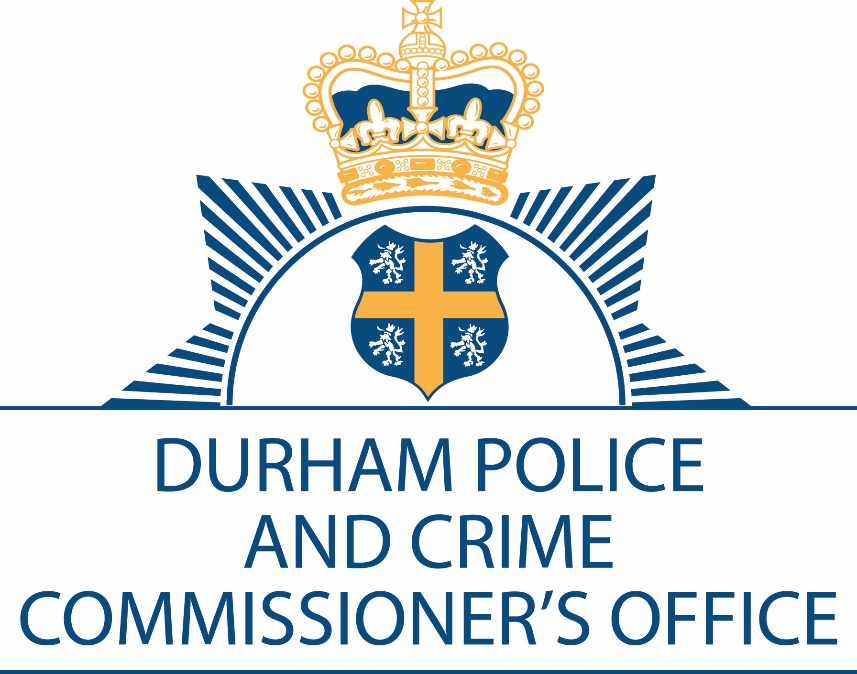 DURHAM POLICE
AND CRIME
COMMISSIONER’S OFFICE